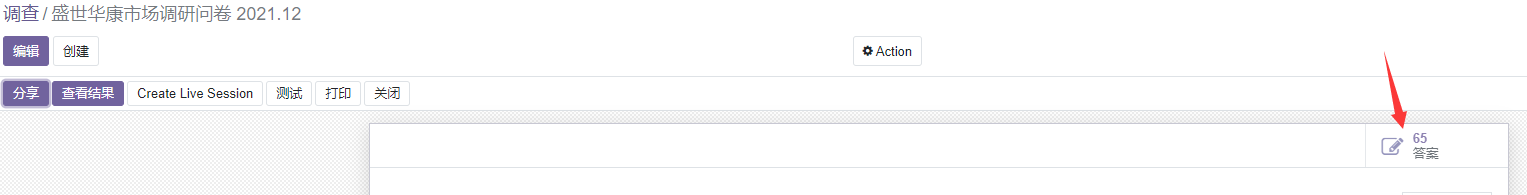 调查 / 盛世华康市场调研问卷 2021.12
编辑 创建 Action
分享 查看结果 Create Live Session 测试 打印 关闭
65
答案